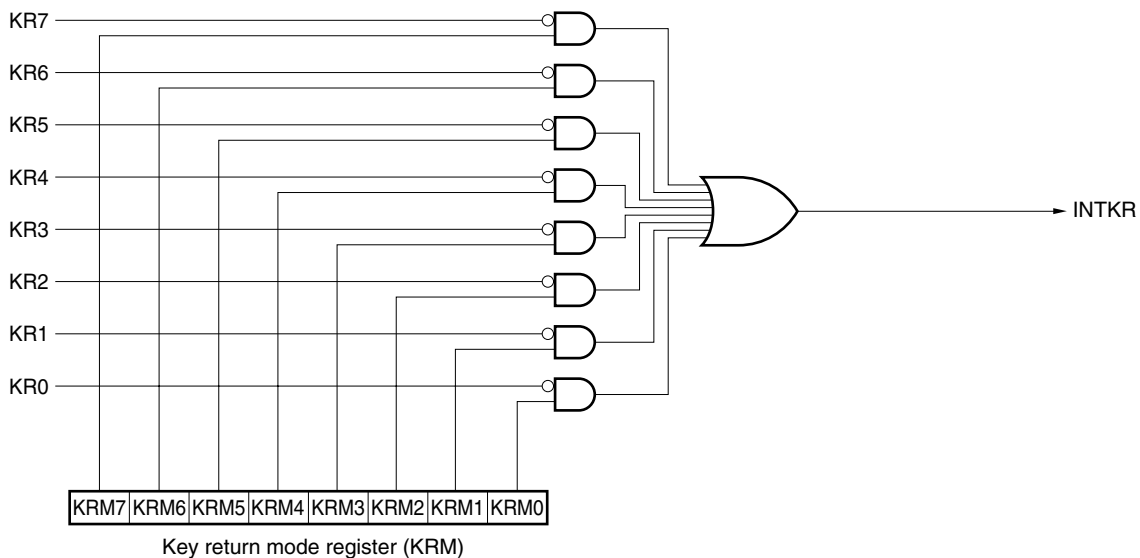 KR7
KR6
KR5
KR4
KR3
KR2
KR1
KR0
INTKR
KRM7 KRM6 KRM5 KRM4 KRM3 KRM2 KRM1 KRM0
Key return mode register (KRM)